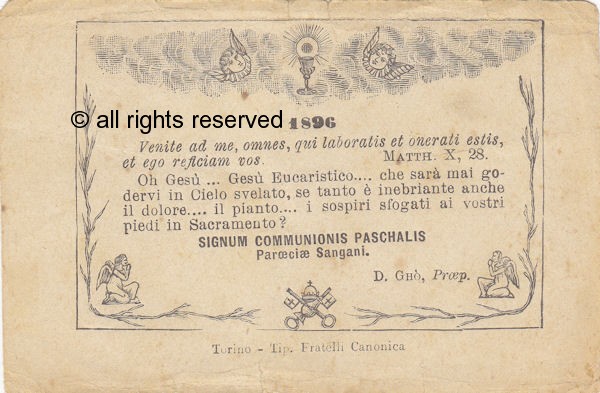 © all rights reserved
1896
Venite ad me, omnes, qui laboratis et onerati estis,
et ego reficiam vos. MATTH. X, 28.
Oh Gesù ... Gesù Eucaristico.... che sarà mai go-
dervi in Cielo svelato, se tanto è inebriante anche
il dolore.... il pianto.... i sospiri sfogati ai vostri
piedi in Sacramento?
SIGNUM COMMUNIONIS PASCHALIS
Parœciæ Sangani.
D. GHÒ, Præp.
Torino - Tip. Fratelli Canonica